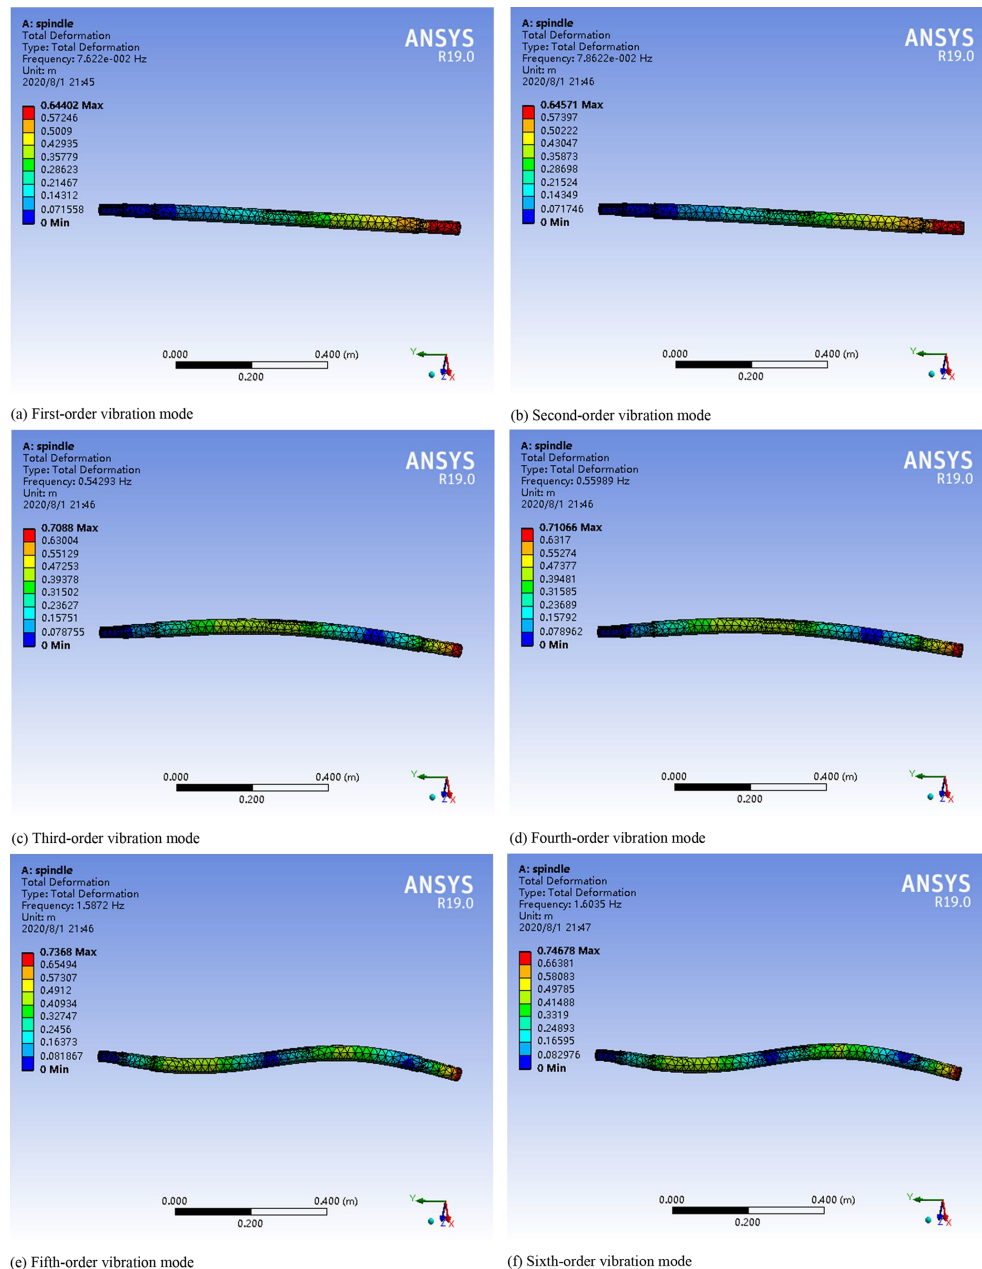 A: spindle
Total Deformation
Type: Total Deformation
Frequency: 7.622e-002 Hz
Unit: m
2020/8/1 21:45
ANSYS
R19.0
0.64402 Max
0.57246
0.5009
0.42935
0.35779
0.28623
0.21467
0.14312
0.071558
0 Min
0.000
0.400 (m)
0.200
Y
Z
X
(a) First-order vibration mode
A: spindle
Total Deformation
Type: Total Deformation
Frequency: 7.8622e-002 Hz
Unit: m
2020/8/1 21:46
ANSYS
R19.0
0.64571 Max
0.57397
0.50222
0.43047
0.35873
0.28698
0.21524
0.14349
0.071746
0 Min
0.000
0.400 (m)
0.200
Y
Z
X
(b) Second-order vibration mode
A: spindle
Total Deformation
Type: Total Deformation
Frequency: 0.54293 Hz
Unit: m
2020/8/1 21:46
ANSYS
R19.0
0.7088 Max
0.63004
0.55129
0.47253
0.39378
0.31502
0.23627
0.15751
0.078755
0 Min
0.000
0.400 (m)
0.200
Y
Z
X
(c) Third-order vibration mode
A: spindle
Total Deformation
Type: Total Deformation
Frequency: 0.55989 Hz
Unit: m
2020/8/1 21:46
ANSYS
R19.0
0.71066 Max
0.6317
0.55274
0.47377
0.39481
0.31585
0.23689
0.15792
0.078962
0 Min
0.000
0.400 (m)
0.200
Y
Z
X
(d) Fourth-order vibration mode
A: spindle
Total Deformation
Type: Total Deformation
Frequency: 1.5872 Hz
Unit: m
2020/8/1 21:46
ANSYS
R19.0
0.7368 Max
0.65494
0.57307
0.4912
0.40934
0.32747
0.2456
0.16373
0.081867
0 Min
0.000
0.400 (m)
0.200
Y
Z
X
(e) Fifth-order vibration mode
A: spindle
Total Deformation
Type: Total Deformation
Frequency: 1.6035 Hz
Unit: m
2020/8/1 21:47
ANSYS
R19.0
0.74678 Max
0.66381
0.58083
0.49785
0.41488
0.3319
0.24893
0.16595
0.082976
0 Min
0.000
0.400 (m)
0.200
Y
Z
X
(f) Sixth-order vibration mode